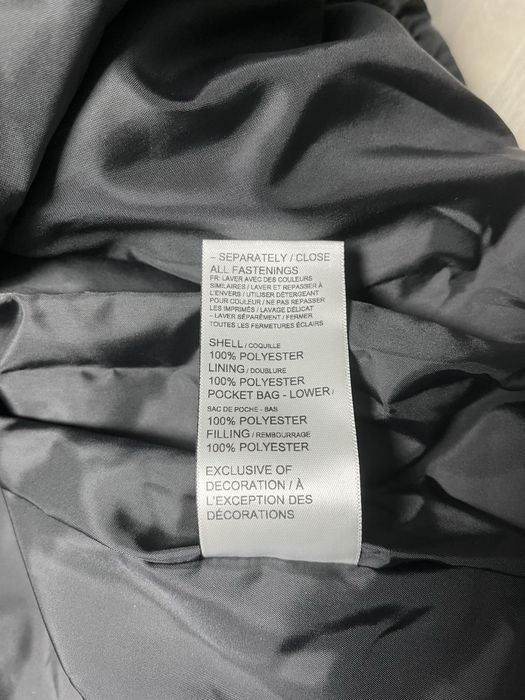 - SEPARATELY / CLOSE
ALL FASTENINGS
FR: LAVER AVEC DES COULEURS
SIMILAIRES / LAVER ET REPASSER À
L'ENVERS / UTILISER DÉTERGEANT
POUR COULEUR / NE PAS REPASSER
LES IMPRIMÉS / LAVAGE DÉLICAT
- LAVER SÉPARÉMENT / FERMER
TOUTES LES FERMETURES ÉCLAIRS
SHELL / COQUILLE
100% POLYESTER
LINING / DOUBLURE
100% POLYESTER
POCKET BAG - LOWER /
SAC DE POCHE - BAS
100% POLYESTER
FILLING / REMBOURRAGE
100% POLYESTER
EXCLUSIVE OF
DECORATION / À
L'EXCEPTION DES
DÉCORATIONS